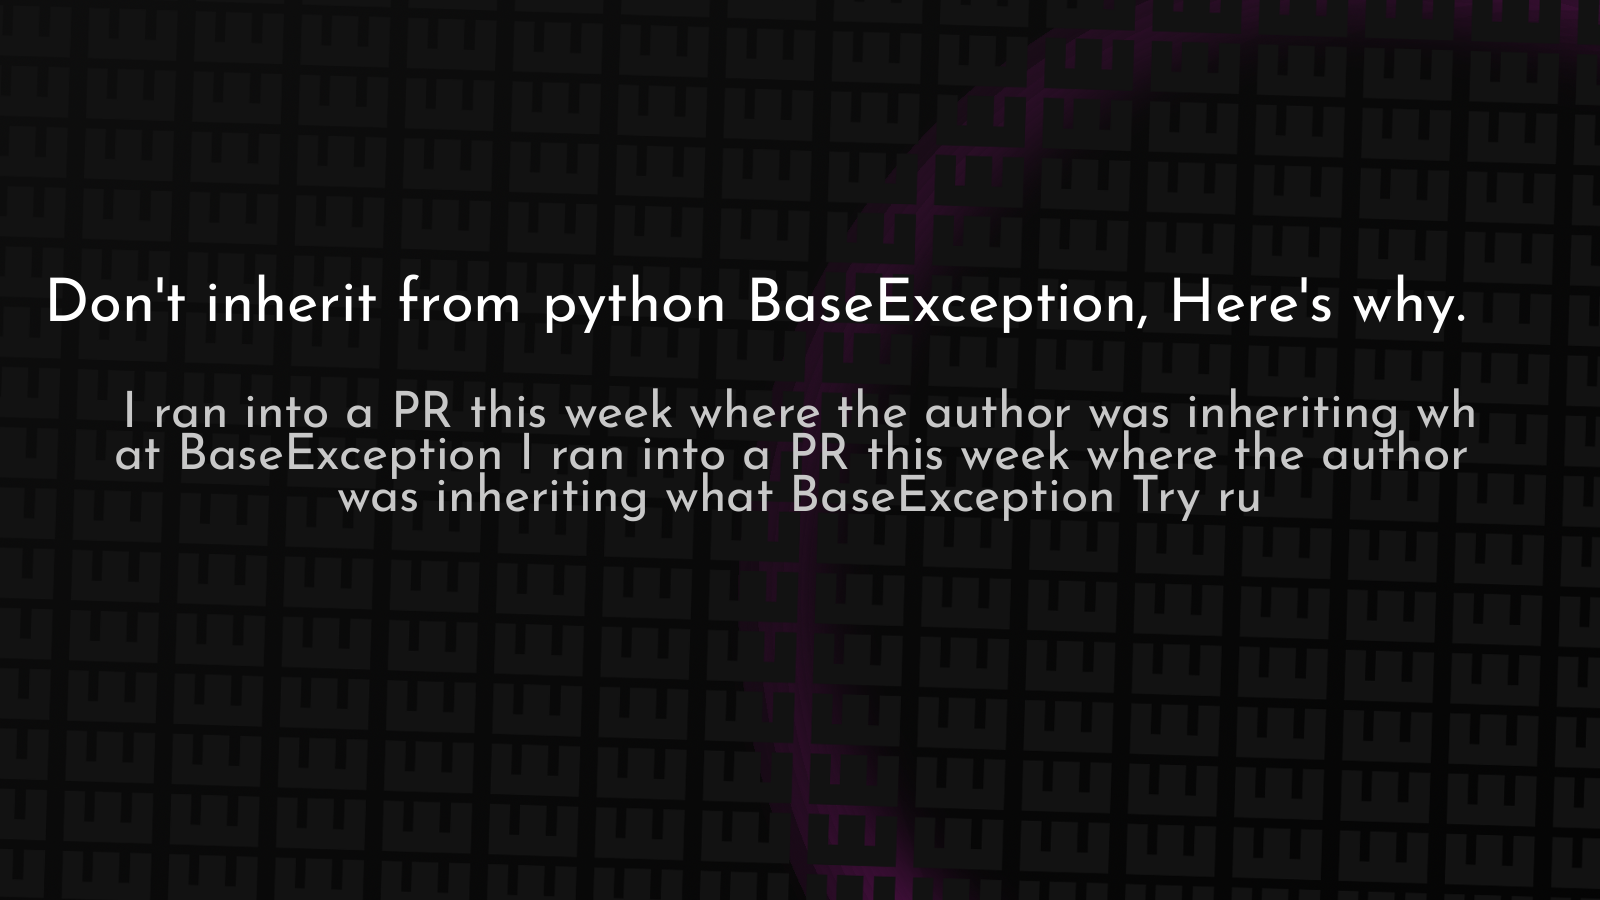 Don't inherit from python BaseException, Here's why.
I ran into a PR this week where the author was inheriting wh
at BaseException I ran into a PR this week where the author
was inheriting what BaseException Try ru